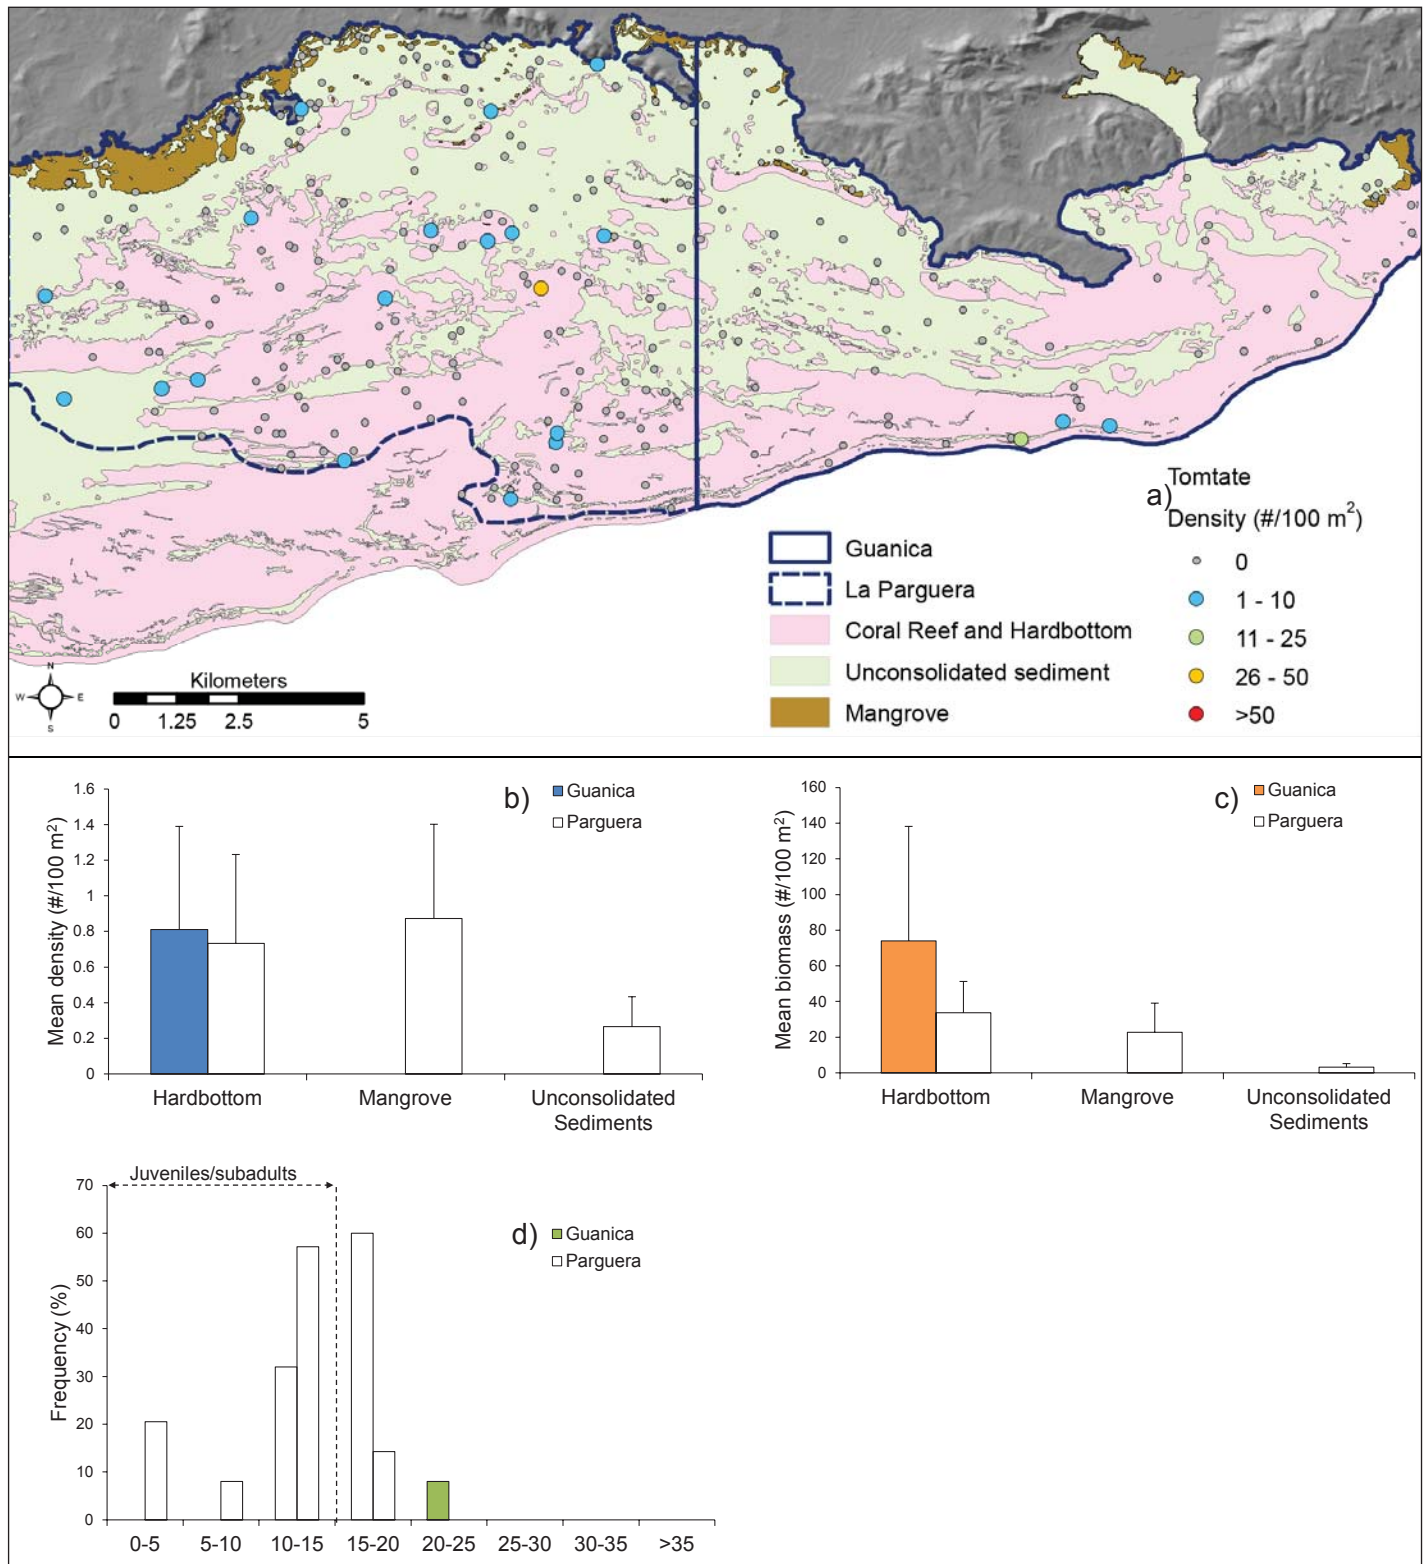 Tomtate
a)
Density (#/100 m²)
0
1 - 10
11 - 25
26 - 50
>50
Guanica
La Parguera
Coral Reef and Hardbottom
Unconsolidated sediment
Mangrove
N
W E
S
Kilometers
0 1.25 2.5 5
b)
Guanica
Parguera
Mean density (#/100 m²)
1.6
1.4
1.2
1
0.8
0.6
0.4
0.2
0
Hardbottom Mangrove Unconsolidated
Sediments
c)
Guanica
Parguera
Mean biomass (#/100 m²)
160
140
120
100
80
60
40
20
0
Hardbottom Mangrove Unconsolidated
Sediments
Juveniles/subadults
d)
Guanica
Parguera
Frequency (%)
70
60
50
40
30
20
10
0
0-5 5-10 10-15 15-20 20-25 25-30 30-35 >35